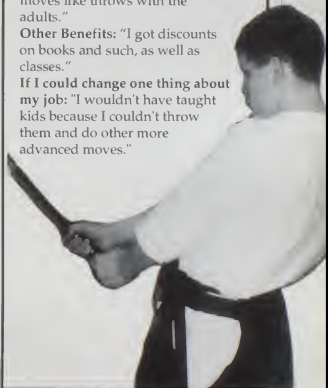 moves like throws with the
adults."
Other Benefits: "I got discounts
on books and such, as well as
classes."
If I could change one thing about
my job: "I wouldn't have taught
kids because I couldn't throw
them and do other more
advanced moves."